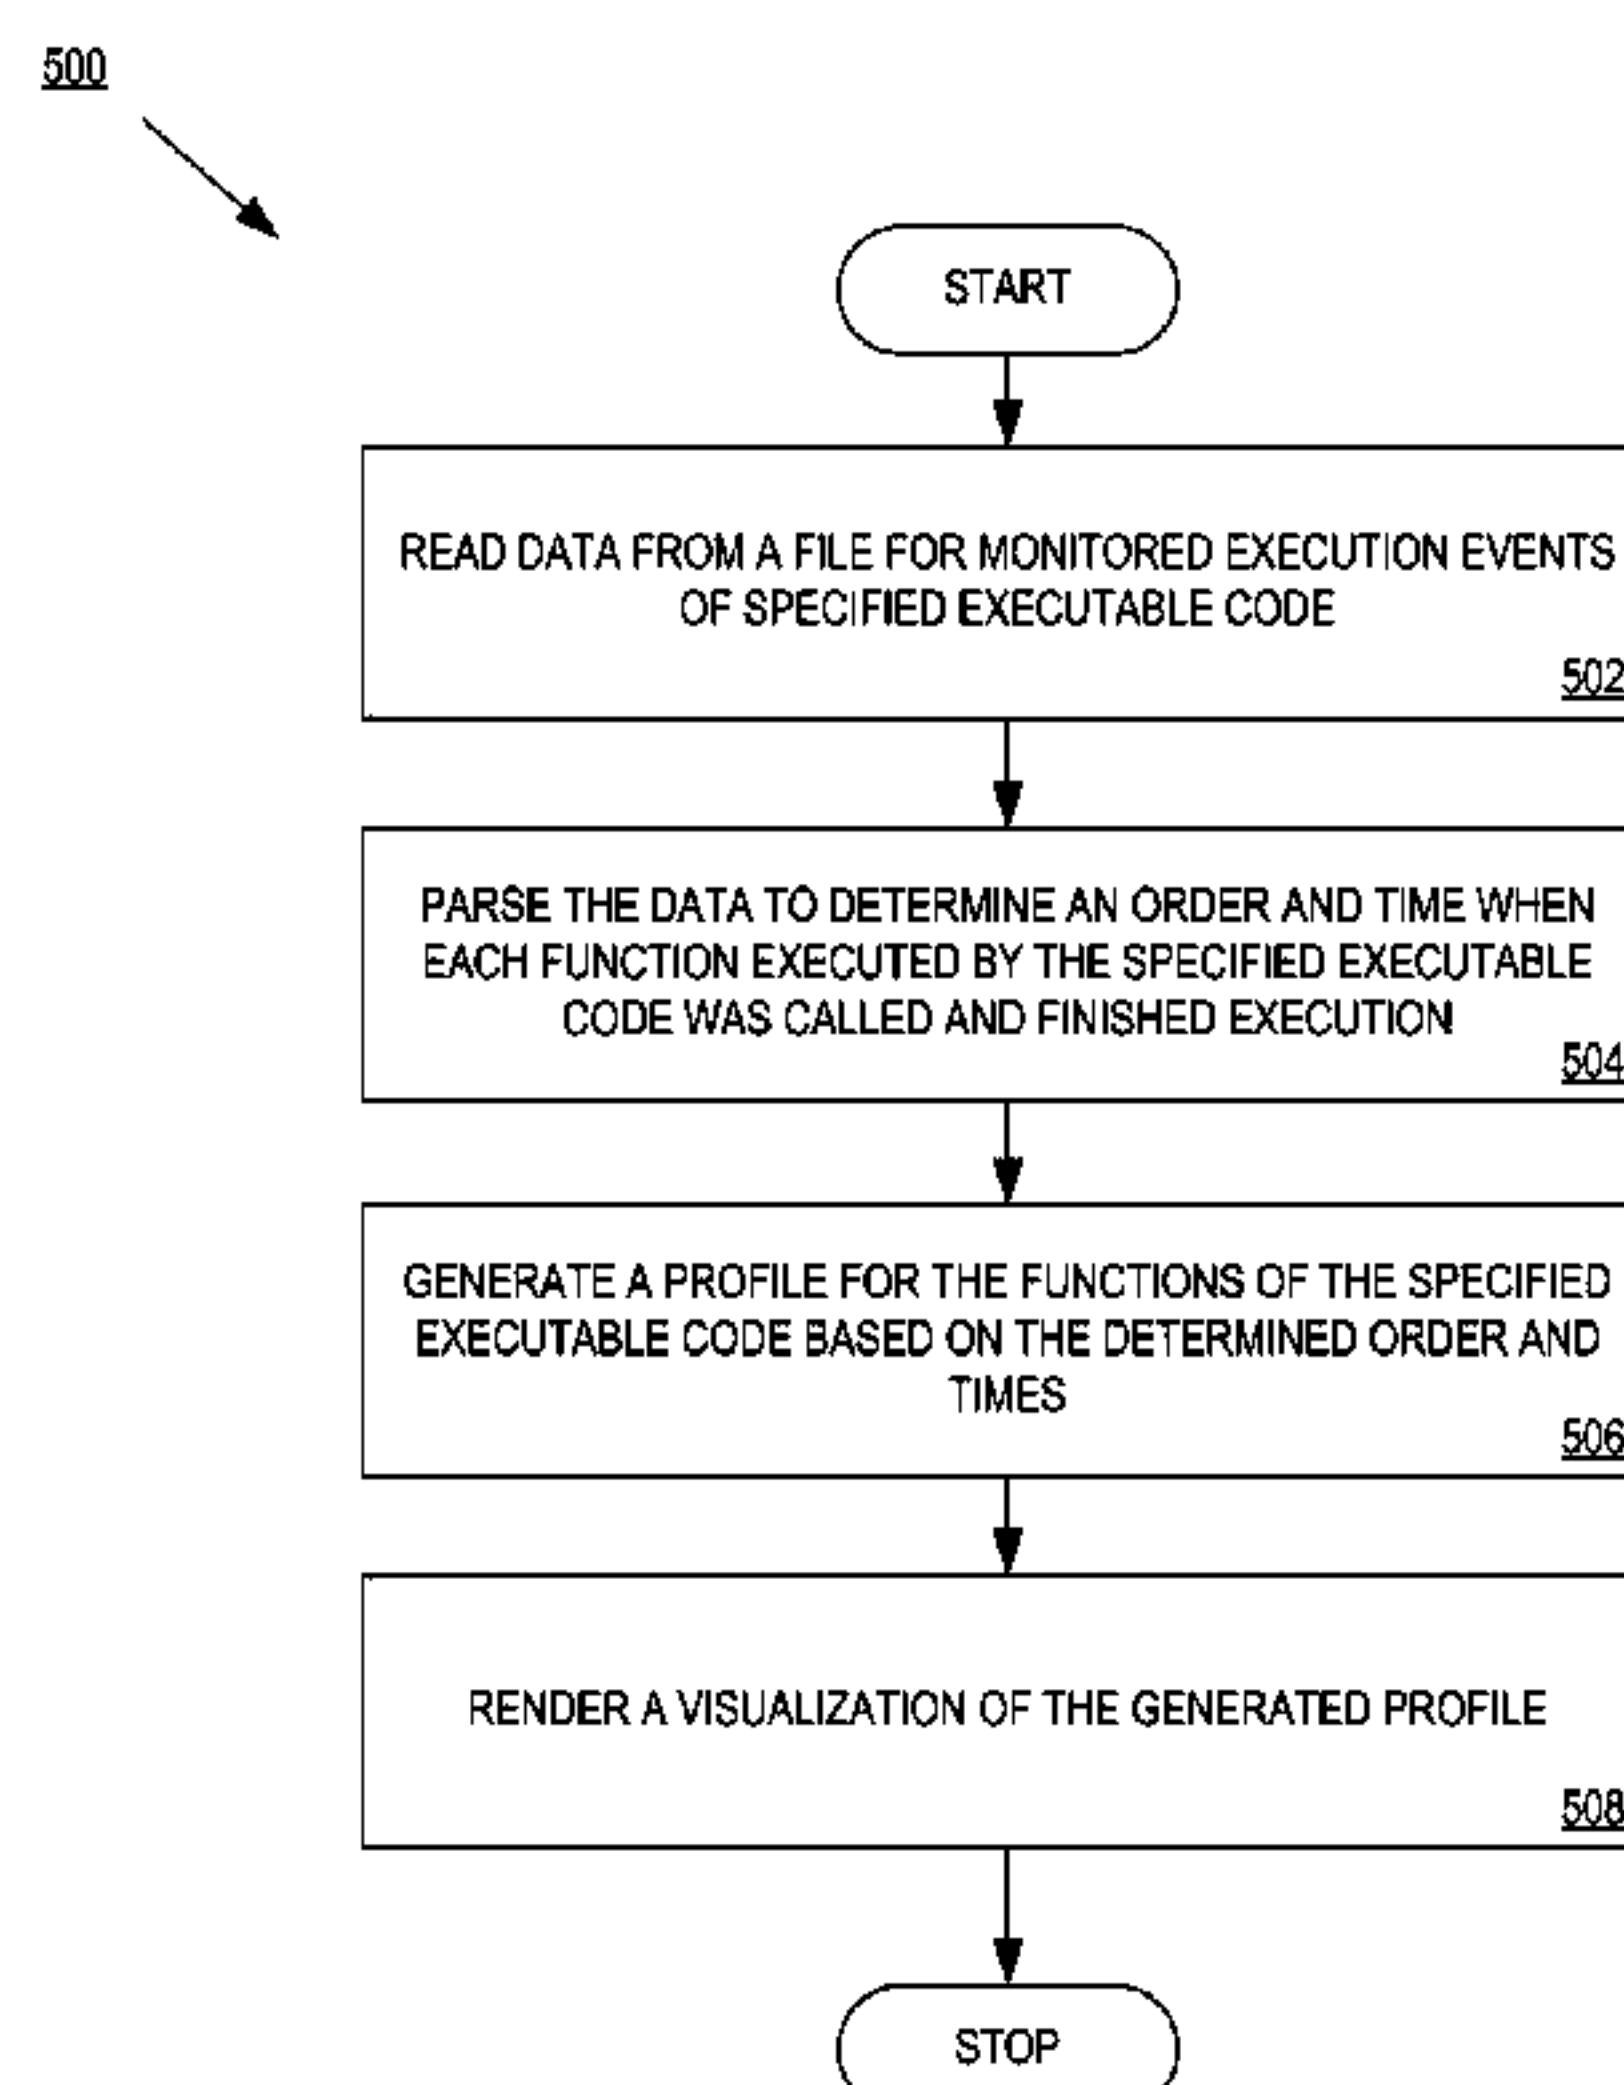 500
START
READ DATA FROM A FILE FOR MONITORED EXECUTION EVENTS
OF SPECIFIED EXECUTABLE CODE
502
PARSE THE DATA TO DETERMINE AN ORDER AND TIME WHEN
EACH FUNCTION EXECUTED BY THE SPECIFIED EXECUTABLE
CODE WAS CALLED AND FINISHED EXECUTION
504
GENERATE A PROFILE FOR THE FUNCTIONS OF THE SPECIFIED
EXECUTABLE CODE BASED ON THE DETERMINED ORDER AND
TIMES
506
RENDER A VISUALIZATION OF THE GENERATED PROFILE
508
STOP